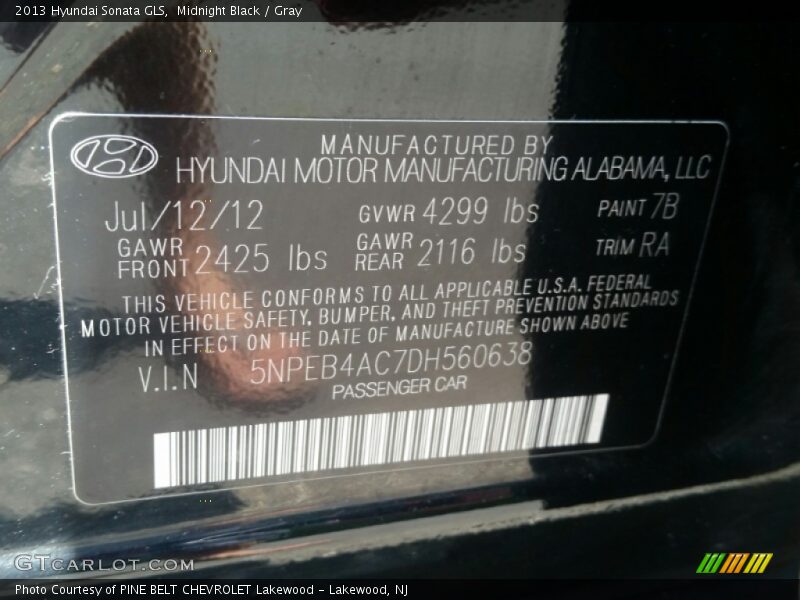 2013 Hyundai Sonata GLS,  Midnight Black / Gray
MANUFACTURED BY
HYUNDAI MOTOR MANUFACTURING ALABAMA, LLC
Jul/12/12 GVWR 4299 lbs PAINT 7B
GAWR FRONT 2425 lbs GAWR REAR 2116 lbs TRIM RA
THIS VEHICLE CONFORMS TO ALL APPLICABLE U.S.A. FEDERAL
MOTOR VEHICLE SAFETY, BUMPER, AND THEFT PREVENTION STANDARDS
IN EFFECT ON THE DATE OF MANUFACTURE SHOWN ABOVE
V.I.N 5NPEB4AC7DH560638
PASSENGER CAR
GTCARLOT.COM
Photo Courtesy of PINE BELT CHEVROLET Lakewood - Lakewood, NJ